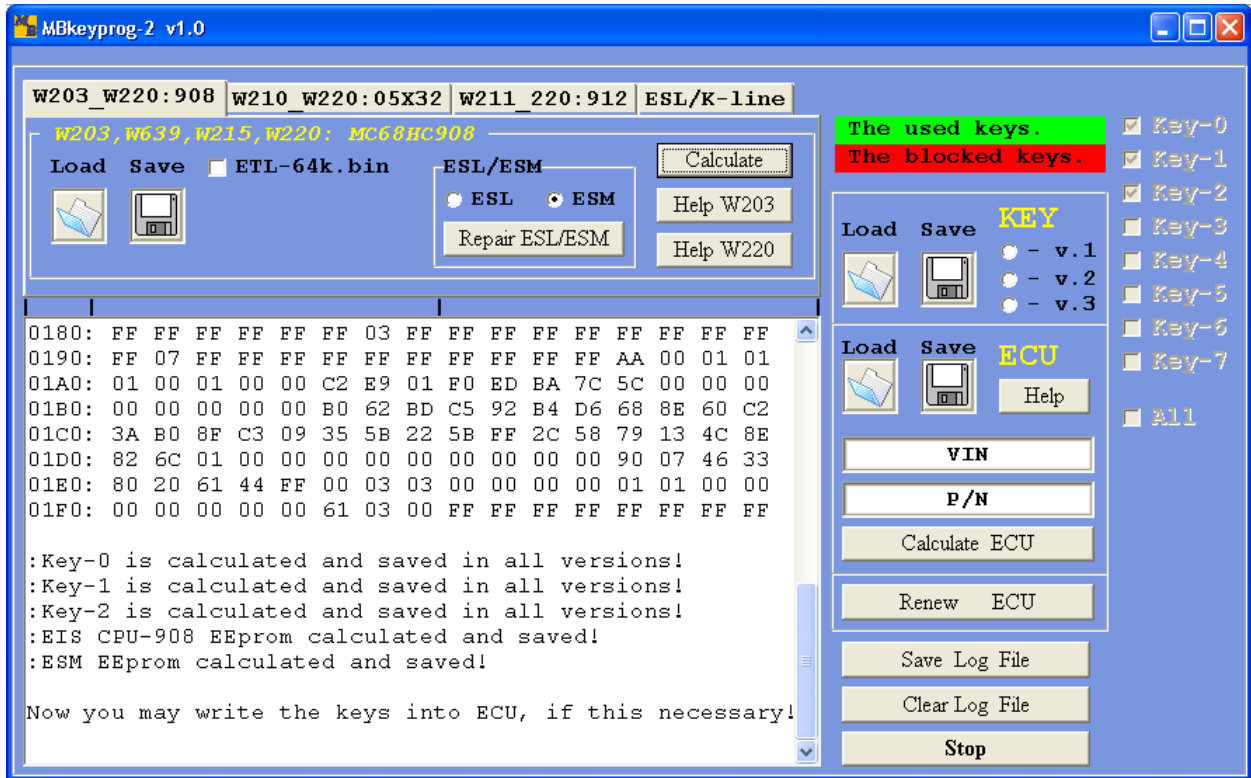 MBkeyprog-2 v1.0
W203_W220:908 W210_W220:05X32 W211_220:912 ESL/K-line
W203,W639,W215,W220: MC68HC908
Load Save ETL-64k.bin
ESL/ESM
ESL ESM
Repair ESL/ESM
Calculate
Help W203
Help W220
0180: FF FF FF FF FF FF 03 FF FF FF FF FF FF FF FF FF
0190: FF 07 FF FF FF FF FF FF FF FF FF FF AA 00 01 01
01A0: 01 00 01 00 00 C2 E9 01 F0 ED BA 7C 5C 00 00 00
01B0: 00 00 00 00 00 B0 62 BD C5 92 B4 D6 68 8E 60 C2
01C0: 3A B0 8F C3 09 35 5B 22 5B FF 2C 58 79 13 4C 8E
01D0: 82 6C 01 00 00 00 00 00 00 00 00 00 90 07 46 33
01E0: 80 20 61 44 FF 00 03 03 00 00 00 00 01 01 00 00
01F0: 00 00 00 00 00 61 03 00 FF FF FF FF FF FF FF FF
:Key-0 is calculated and saved in all versions!
:Key-1 is calculated and saved in all versions!
:Key-2 is calculated and saved in all versions!
:EIS CPU-908 EEprom calculated and saved!
:ESM EEprom calculated and saved!
Now you may write the keys into ECU, if this necessary!
The used keys.
The blocked keys.
Load Save KEY
- v.1
- v.2
- v.3
Load Save ECU
Help
VIN
P/N
Calculate ECU
Renew ECU
Save Log File
Clear Log File
Stop
Key-0
Key-1
Key-2
Key-3
Key-4
Key-5
Key-6
Key-7
All